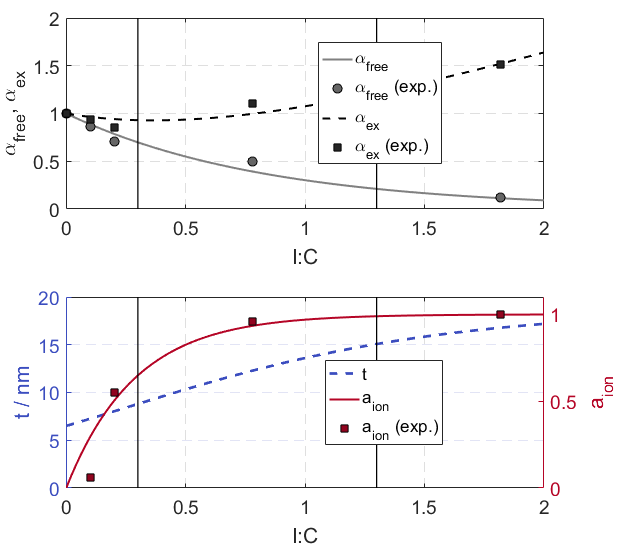 2
1.5
1
0.5
0
α_free, α_ex
α_free
α_free (exp.)
α_ex
α_ex (exp.)
0 0.5 1 1.5 2
I:C
20
15
10
5
0
t / nm
t
a_ion
a_ion (exp.)
1
0.5
0
a_ion
0 0.5 1 1.5 2
I:C